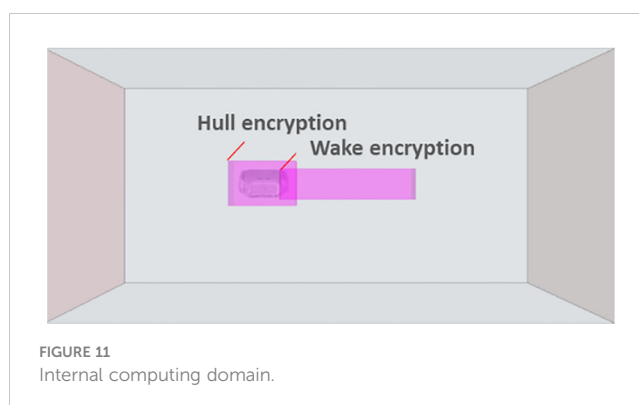 Hull encryption
Wake encryption
FIGURE 11
Internal computing domain.